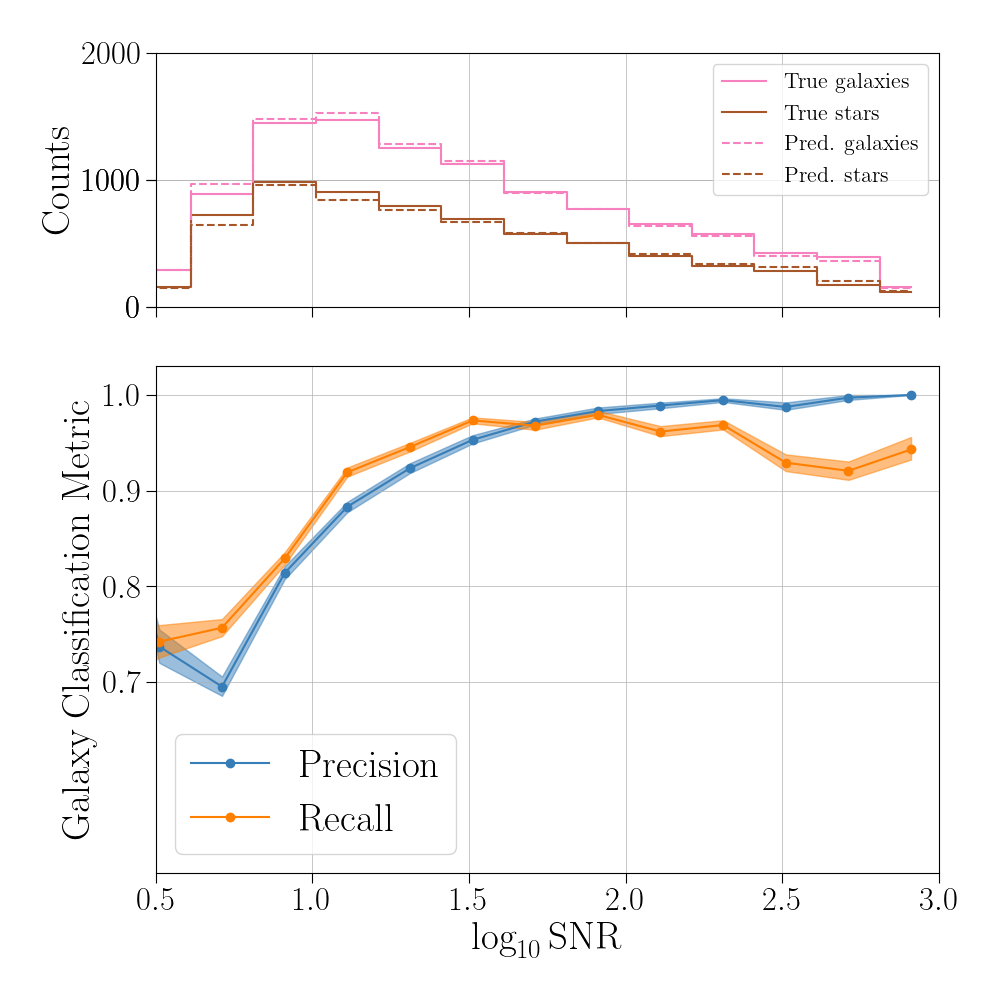 2000
1000
0
Counts
True galaxies
True stars
Pred. galaxies
Pred. stars
1.0
0.9
0.8
0.7
Galaxy Classification Metric
Precision
Recall
0.5 1.0 1.5 2.0 2.5 3.0
log₁₀ SNR